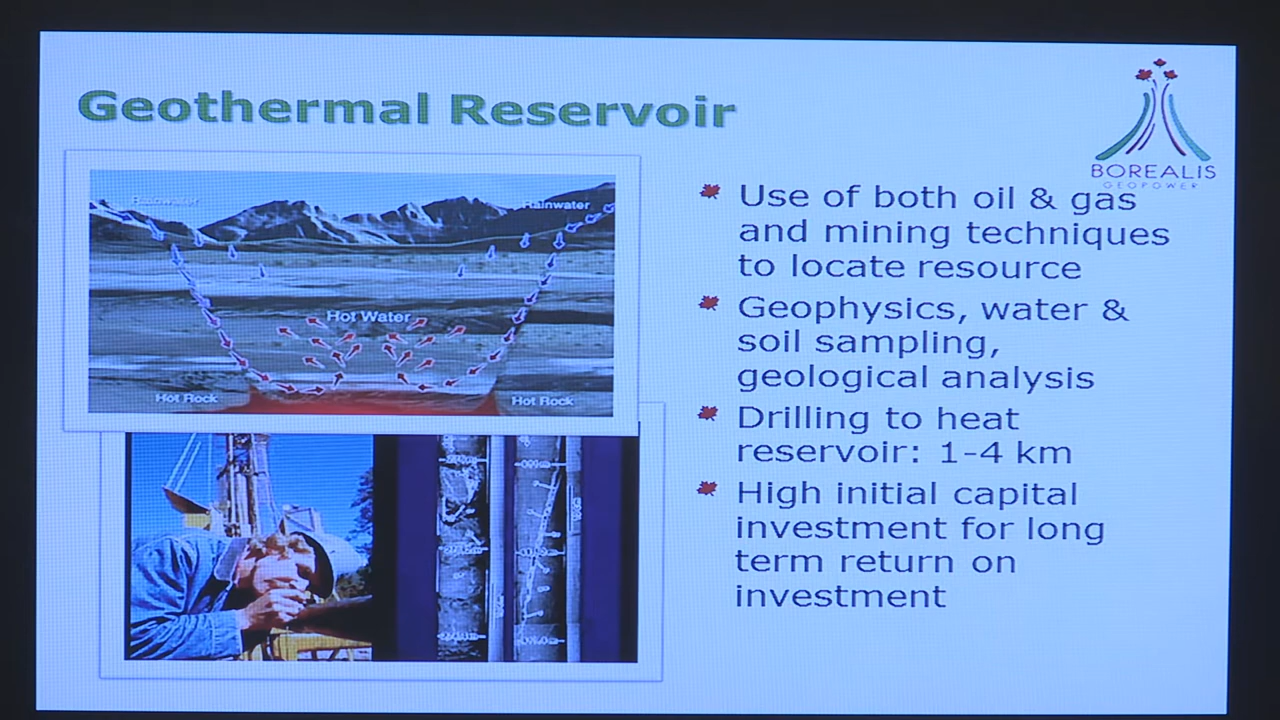 Geothermal Reservoir
BOREALIS
GEOPOWER
Rainwater
Rainwater
Hot Water
Hot Rock
Hot Rock
Use of both oil & gas
and mining techniques
to locate resource
Geophysics, water &
soil sampling,
geological analysis
Drilling to heat
reservoir: 1-4 km
High initial capital
investment for long
term return on
investment